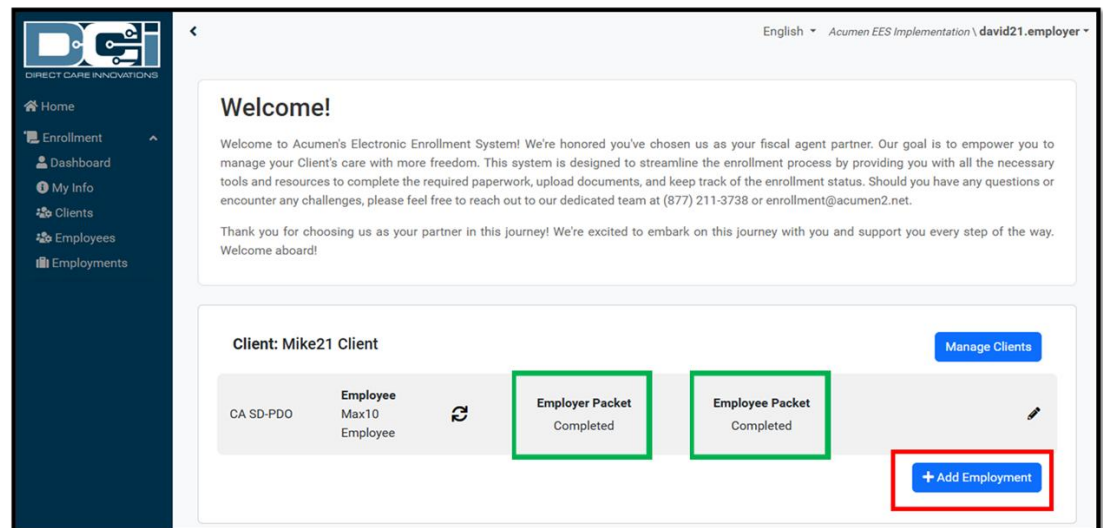 DCI
DIRECT CARE INNOVATIONS
English
Acumen EES Implementation \ david21.employer
Home
Enrollment
Dashboard
My Info
Clients
Employees
Employments
Welcome!
Welcome to Acumen's Electronic Enrollment System! We're honored you've chosen us as your fiscal agent partner. Our goal is to empower you to
manage your Client's care with more freedom. This system is designed to streamline the enrollment process by providing you with all the necessary
tools and resources to complete the required paperwork, upload documents, and keep track of the enrollment status. Should you have any questions or
encounter any challenges, please feel free to reach out to our dedicated team at (877) 211-3738 or enrollment@acumen2.net.
Thank you for choosing us as your partner in this journey! We're excited to embark on this journey with you and support you every step of the way.
Welcome aboard!
Client: Mike21 Client
Manage Clients
CA SD-PDO
Employee
Max10
Employee
Employer Packet
Completed
Employee Packet
Completed
+ Add Employment